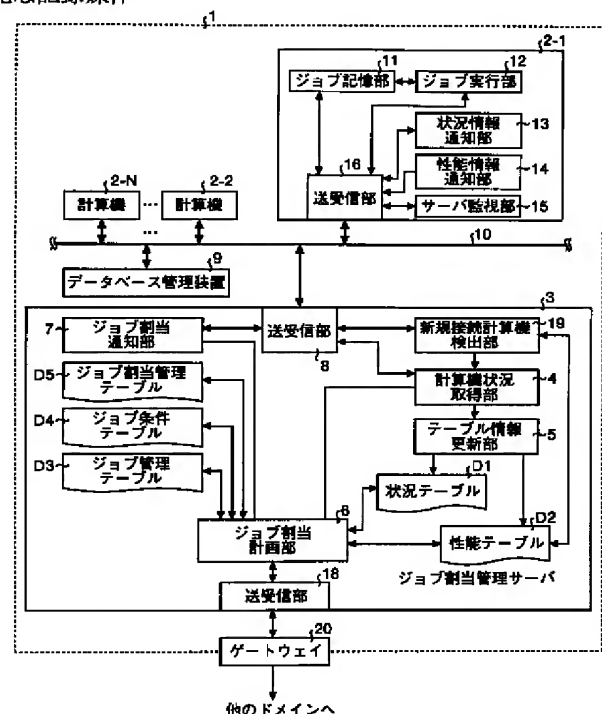 1
2-1
11
12
ジョブ記憶部
ジョブ実行部
状況情報
通知部
13
16
性能情報
通知部
14
送受信部
サーバ監視部
15
2-N
2-2
計算機
…
計算機
…
10
9
データベース管理装置
3
7
ジョブ割当
通知部
送受信部
8
19
新規接続計算機
検出部
D5
ジョブ割当管理
テーブル
計算機状況
取得部
4
D4
ジョブ条件
テーブル
テーブル情報
更新部
5
D3
ジョブ管理
テーブル
D1
状況テーブル
6
ジョブ割当
計画部
D2
性能テーブル
ジョブ割当管理サーバ
18
送受信部
20
ゲートウェイ
他のドメインへ